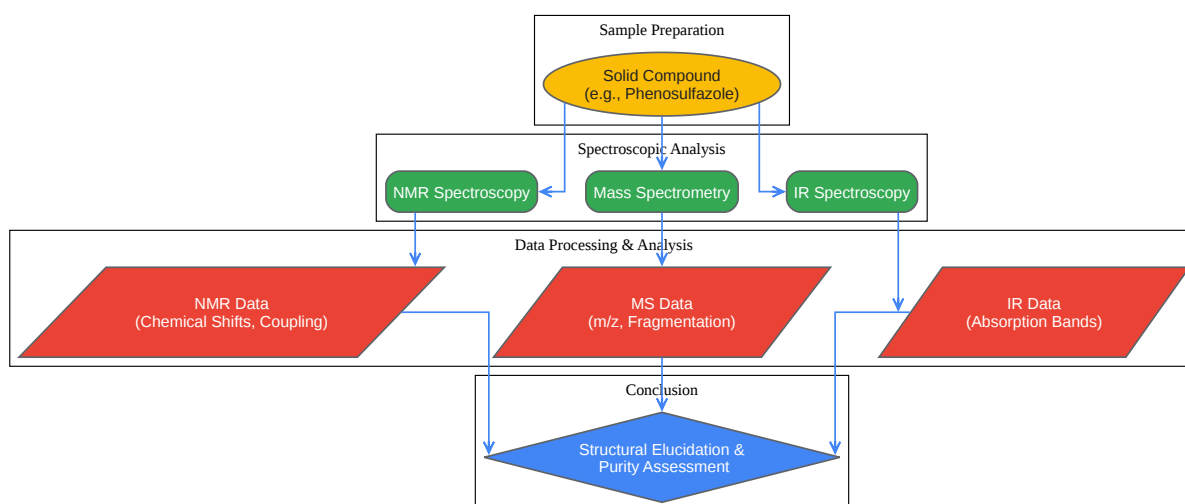 Sample Preparation
Solid Compound
(e.g., Phenosulfazole)
Spectroscopic Analysis
NMR Spectroscopy
Mass Spectrometry
IR Spectroscopy
Data Processing & Analysis
NMR Data
(Chemical Shifts, Coupling)
MS Data
(m/z, Fragmentation)
IR Data
(Absorption Bands)
Conclusion
Structural Elucidation &
Purity Assessment